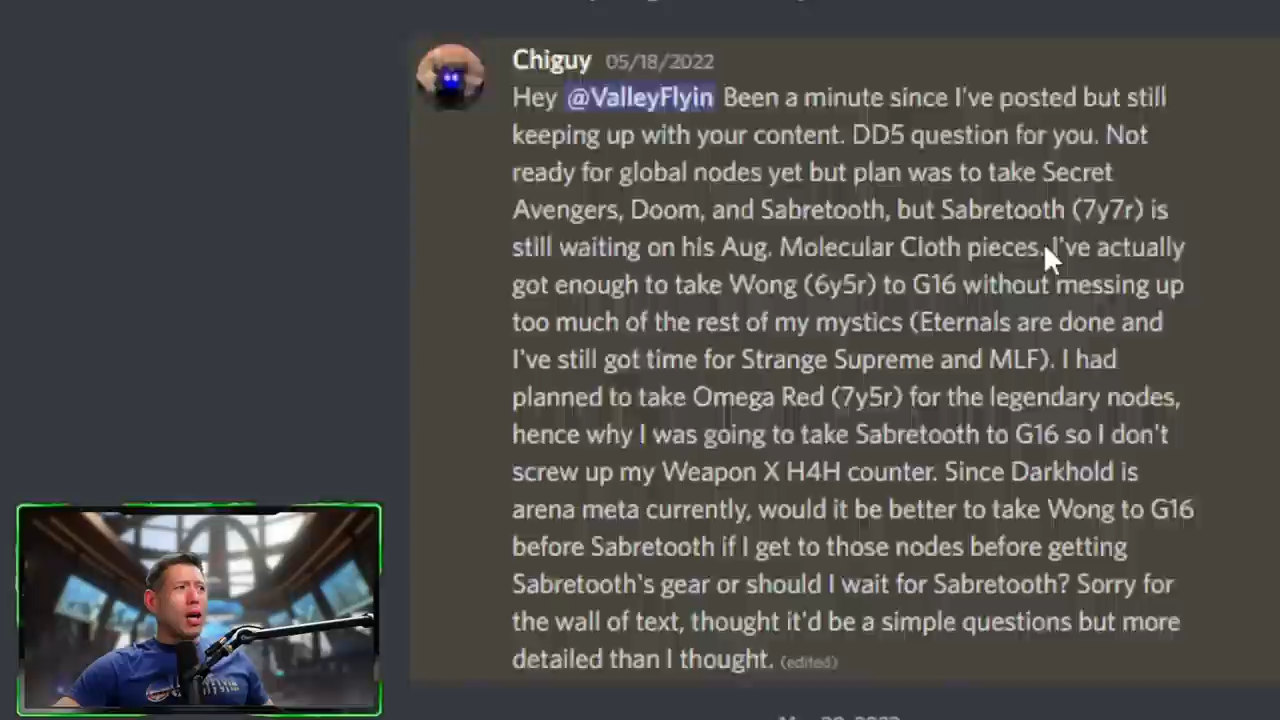 Chiguy 05/18/2022
Hey @ValleyFlyin Been a minute since I've posted but still
keeping up with your content. DD5 question for you. Not
ready for global nodes yet but plan was to take Secret
Avengers, Doom, and Sabretooth, but Sabretooth (7y7r) is
still waiting on his Aug. Molecular Cloth pieces. I've actually
got enough to take Wong (6y5r) to G16 without messing up
too much of the rest of my mystics (Eternals are done and
I've still got time for Strange Supreme and MLF). I had
planned to take Omega Red (7y5r) for the legendary nodes,
hence why I was going to take Sabretooth to G16 so I don't
screw up my Weapon X H4H counter. Since Darkhold is
arena meta currently, would it be better to take Wong to G16
before Sabretooth if I get to those nodes before getting
Sabretooth's gear or should I wait for Sabretooth? Sorry for
the wall of text, thought it'd be a simple questions but more
detailed than I thought. (edited)